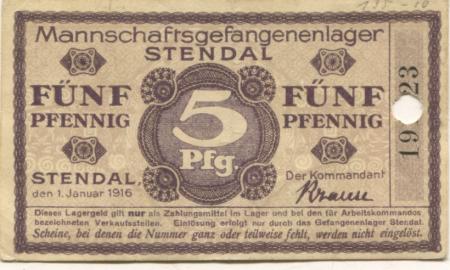 Mannschaftsgefangenenlager
STENDAL
FÜNF
PFENNIG
5
Pfg.
FÜNF
PFENNIG
STENDAL,
den 1. Januar 1916
Der Kommandant
Krause
Dieses Lagergeld gilt nur als Zahlungsmittel im Lager und bei den für Arbeitskommandos
bezeichneten Verkaufsstellen. Einlösung erfolgt nur durch das Gefangenenlager Stendal.
Scheine, bei denen die Nummer ganz oder teilweise fehlt, werden nicht eingelöst.